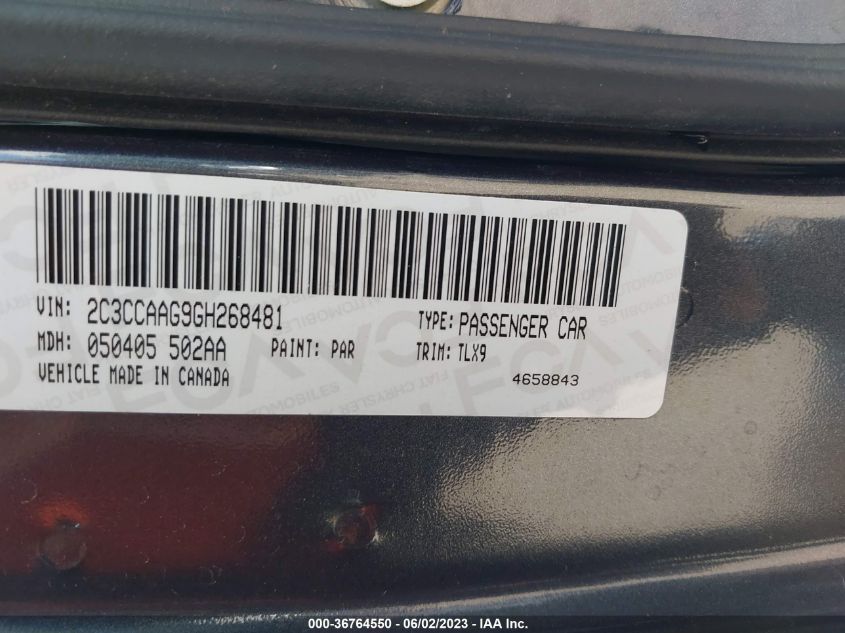 VIN: 2C3CCAAG9GH268481 TYPE: PASSENGER CAR
MDH: 050405 502AA PAINT: PAR TRIM: TLX9
VEHICLE MADE IN CANADA 4658843
000-36764550 - 06/02/2023 - IAA Inc.